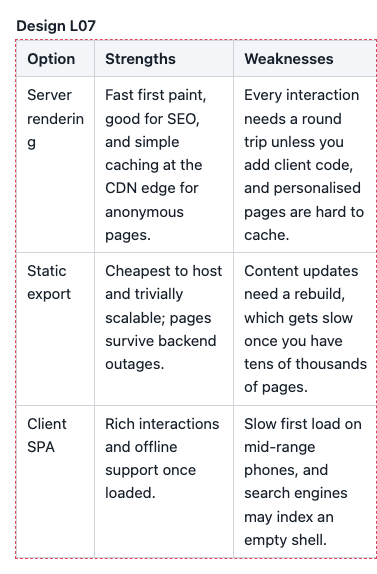 Design L07
Option Strengths Weaknesses
Server
renderin
g
Fast first paint,
good for SEO,
and simple
caching at the
CDN edge for
anonymous
pages.
Every interaction
needs a round
trip unless you
add client code,
and personalised
pages are hard to
cache.
Static
export
Cheapest to host
and trivially
scalable; pages
survive backend
outages.
Content updates
need a rebuild,
which gets slow
once you have
tens of thousands
of pages.
Client
SPA
Rich interactions
and offline
support once
loaded.
Slow first load on
mid-range
phones, and
search engines
may index an
empty shell.